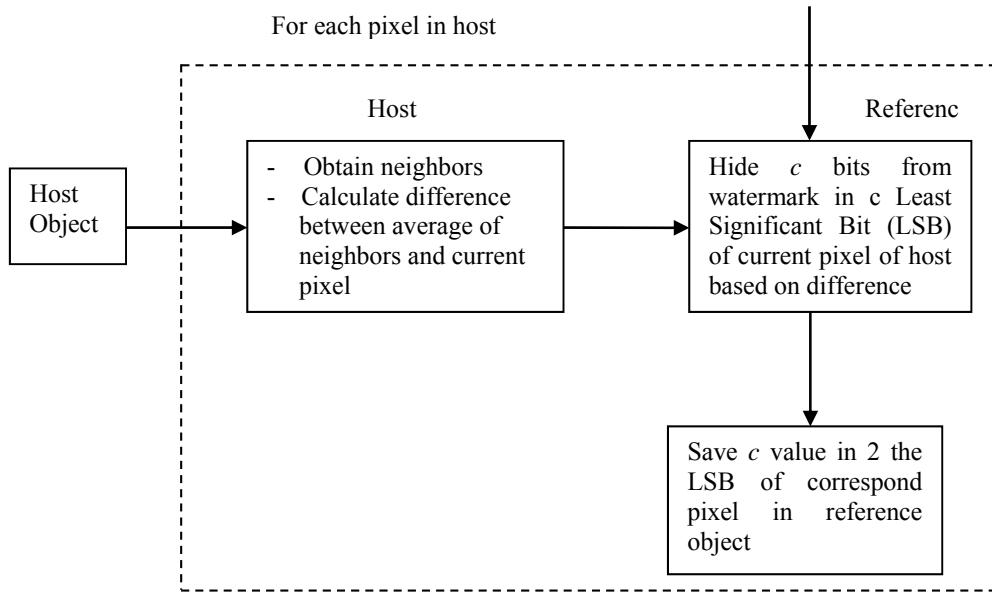 For each pixel in host
Host
Referenc
Host
Object
- Obtain neighbors
- Calculate difference
between average of
neighbors and current
pixel
Hide c bits from
watermark in c Least
Significant Bit (LSB)
of current pixel of host
based on difference
Save c value in 2 the
LSB of correspond
pixel in reference
object